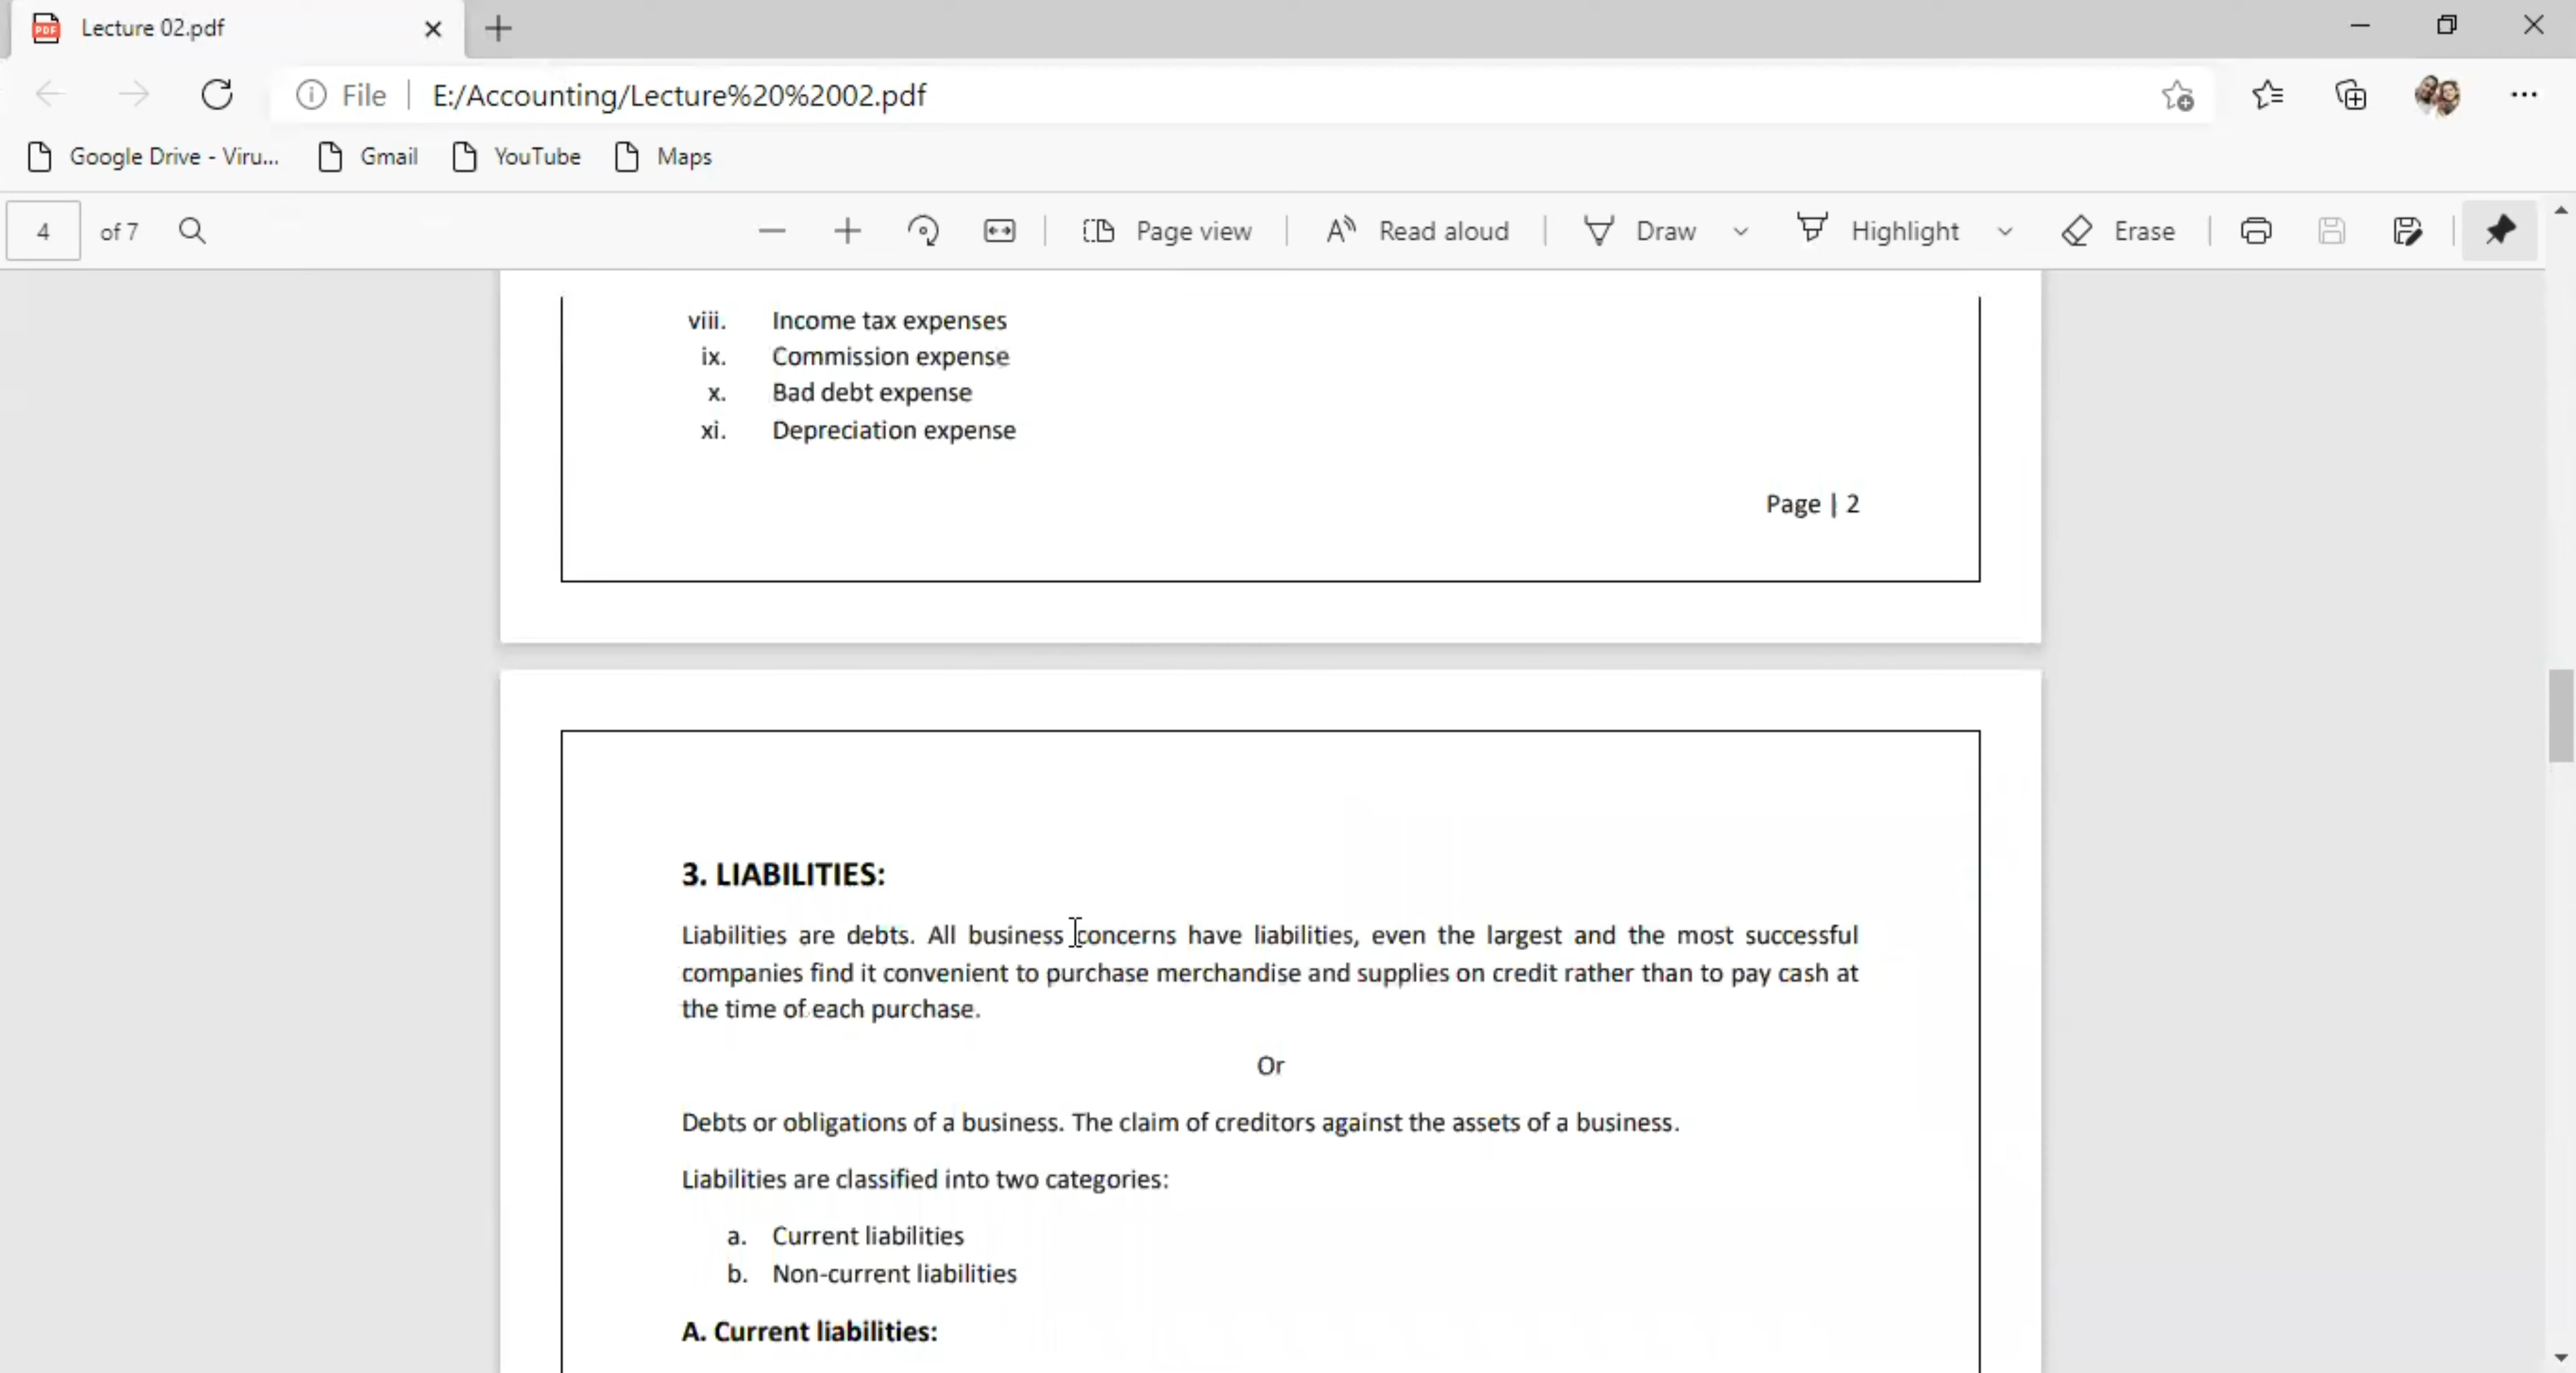 Lecture 02.pdf
File | E:/Accounting/Lecture%20%2002.pdf
Google Drive - Viru... Gmail YouTube Maps
4 of 7 Page view Read aloud Draw Highlight Erase
viii. Income tax expenses
ix. Commission expense
x. Bad debt expense
xi. Depreciation expense
Page | 2
3. LIABILITIES:
Liabilities are debts. All business concerns have liabilities, even the largest and the most successful
companies find it convenient to purchase merchandise and supplies on credit rather than to pay cash at
the time of each purchase.
Or
Debts or obligations of a business. The claim of creditors against the assets of a business.
Liabilities are classified into two categories:
a. Current liabilities
b. Non-current liabilities
A. Current liabilities: